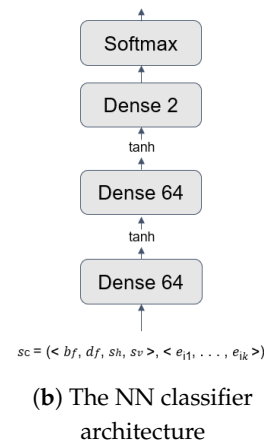 Softmax
Dense 2
tanh
Dense 64
tanh
Dense 64
sc = (< bf, df, sh, sv >, < ei1, . . . , eik >)
(b) The NN classifier
architecture